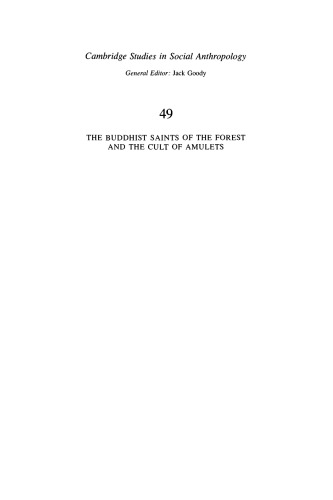 Cambridge Studies in Social Anthropology
General Editor: Jack Goody
49
THE BUDDHIST SAINTS OF THE FOREST
AND THE CULT OF AMULETS